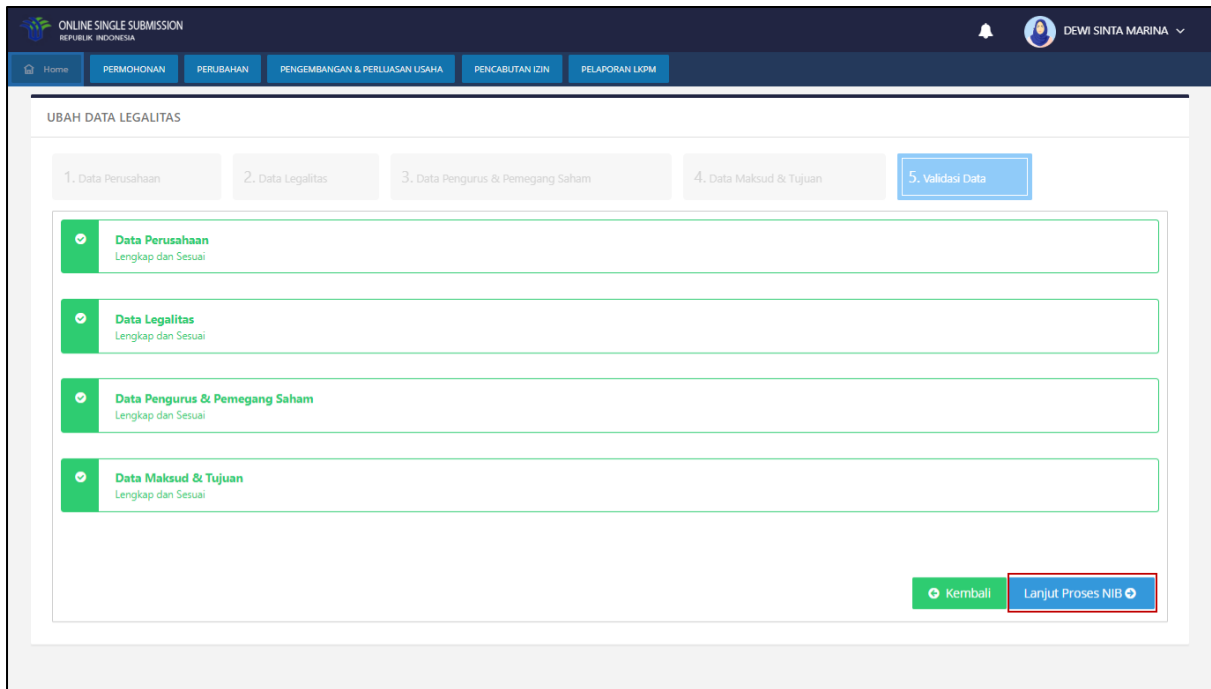 ONLINE SINGLE SUBMISSION
REPUBLIK INDONESIA
DEWI SINTA MARINA
Home
PERMOHONAN
PERUBAHAN
PENGEMBANGAN & PERLUASAN USAHA
PENCABUTAN IZIN
PELAPORAN LKPM
UBAH DATA LEGALITAS
1. Data Perusahaan
2. Data Legalitas
3. Data Pengurus & Pemegang Saham
4. Data Maksud & Tujuan
5. Validasi Data
Data Perusahaan
Lengkap dan Sesuai
Data Legalitas
Lengkap dan Sesuai
Data Pengurus & Pemegang Saham
Lengkap dan Sesuai
Data Maksud & Tujuan
Lengkap dan Sesuai
Kembali
Lanjut Proses NIB